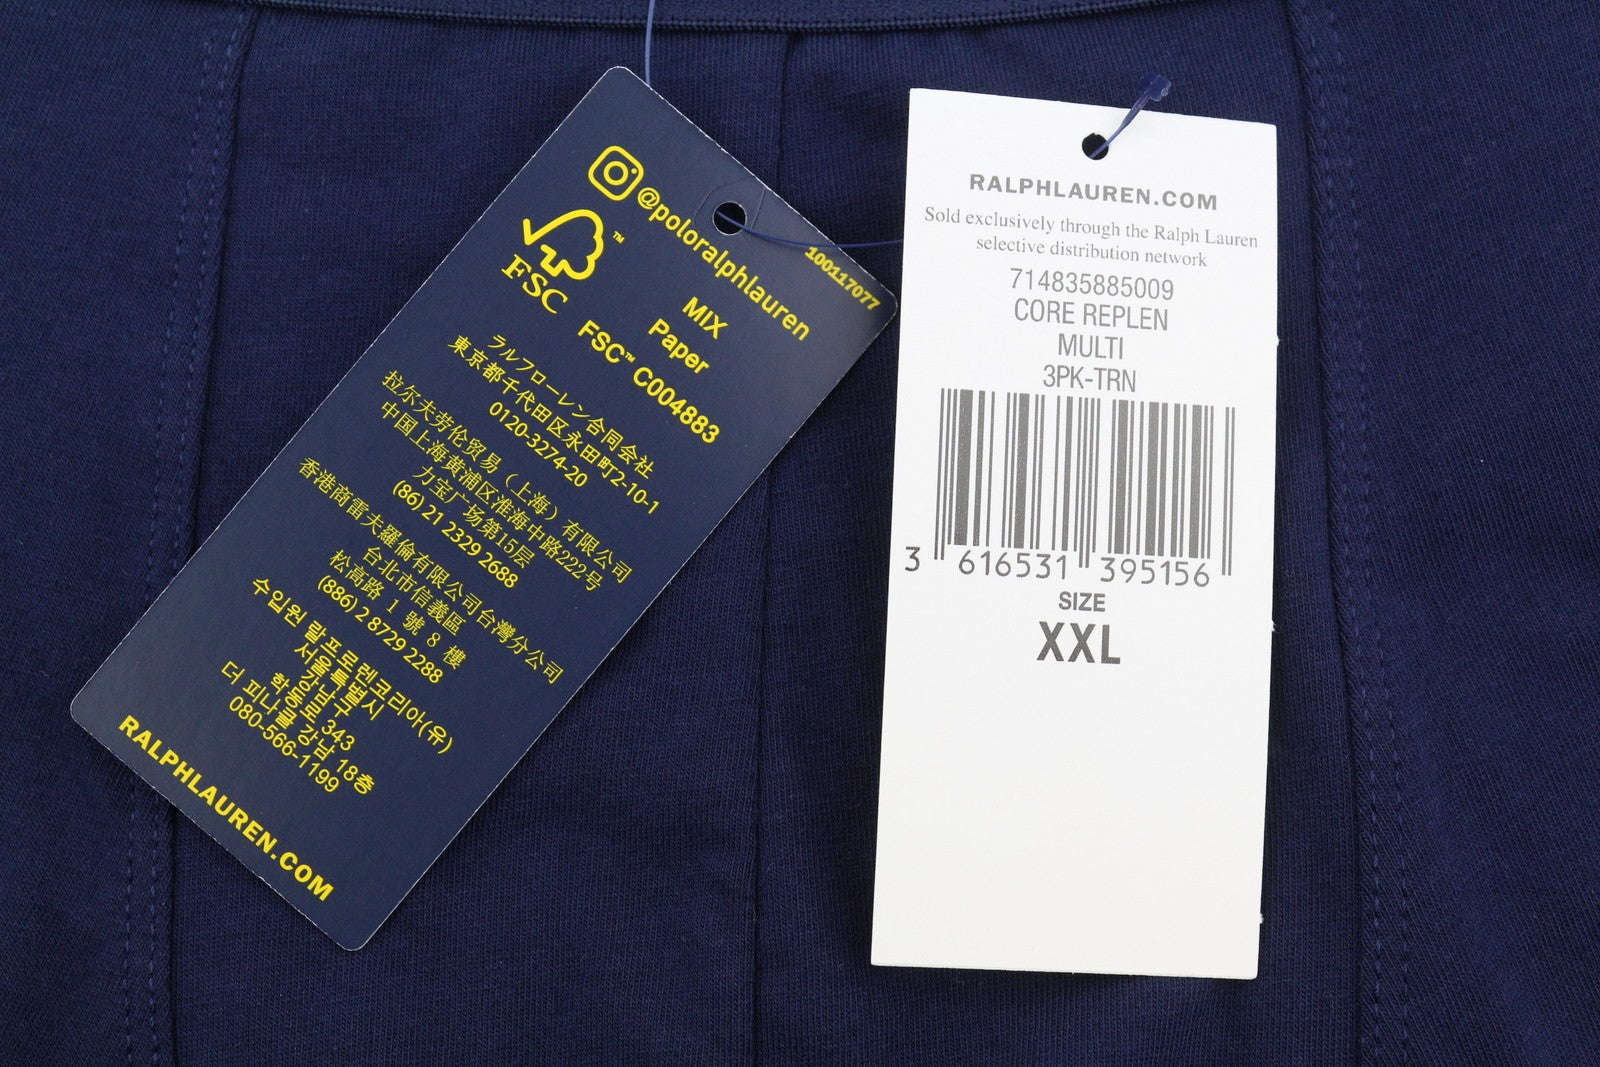 @poloralphlauren
100117077
FSC™
MIX
Paper
FSC™ C004883
ラルフローレン合同会社
東京都千代田区永田町2-10-1
0120-3274-20
拉尔夫劳伦贸易（上海）有限公司
中国上海黄浦区淮海中路222号
力宝广场第15层
(86) 21 2329 2688
香港商雷夫羅倫有限公司台灣分公司
台北市信義區
松高路 1 號 8 樓
(886) 2 8729 2288
수입원 랄프로렌코리아(유)
서울특별시
강남구
학동로 343
더 피나클 강남 18층
080-566-1199
RALPHLAUREN.COM
RALPHLAUREN.COM
Sold exclusively through the Ralph Lauren
selective distribution network
714835885009
CORE REPLEN
MULTI
3PK-TRN
3 616531 395156
SIZE
XXL